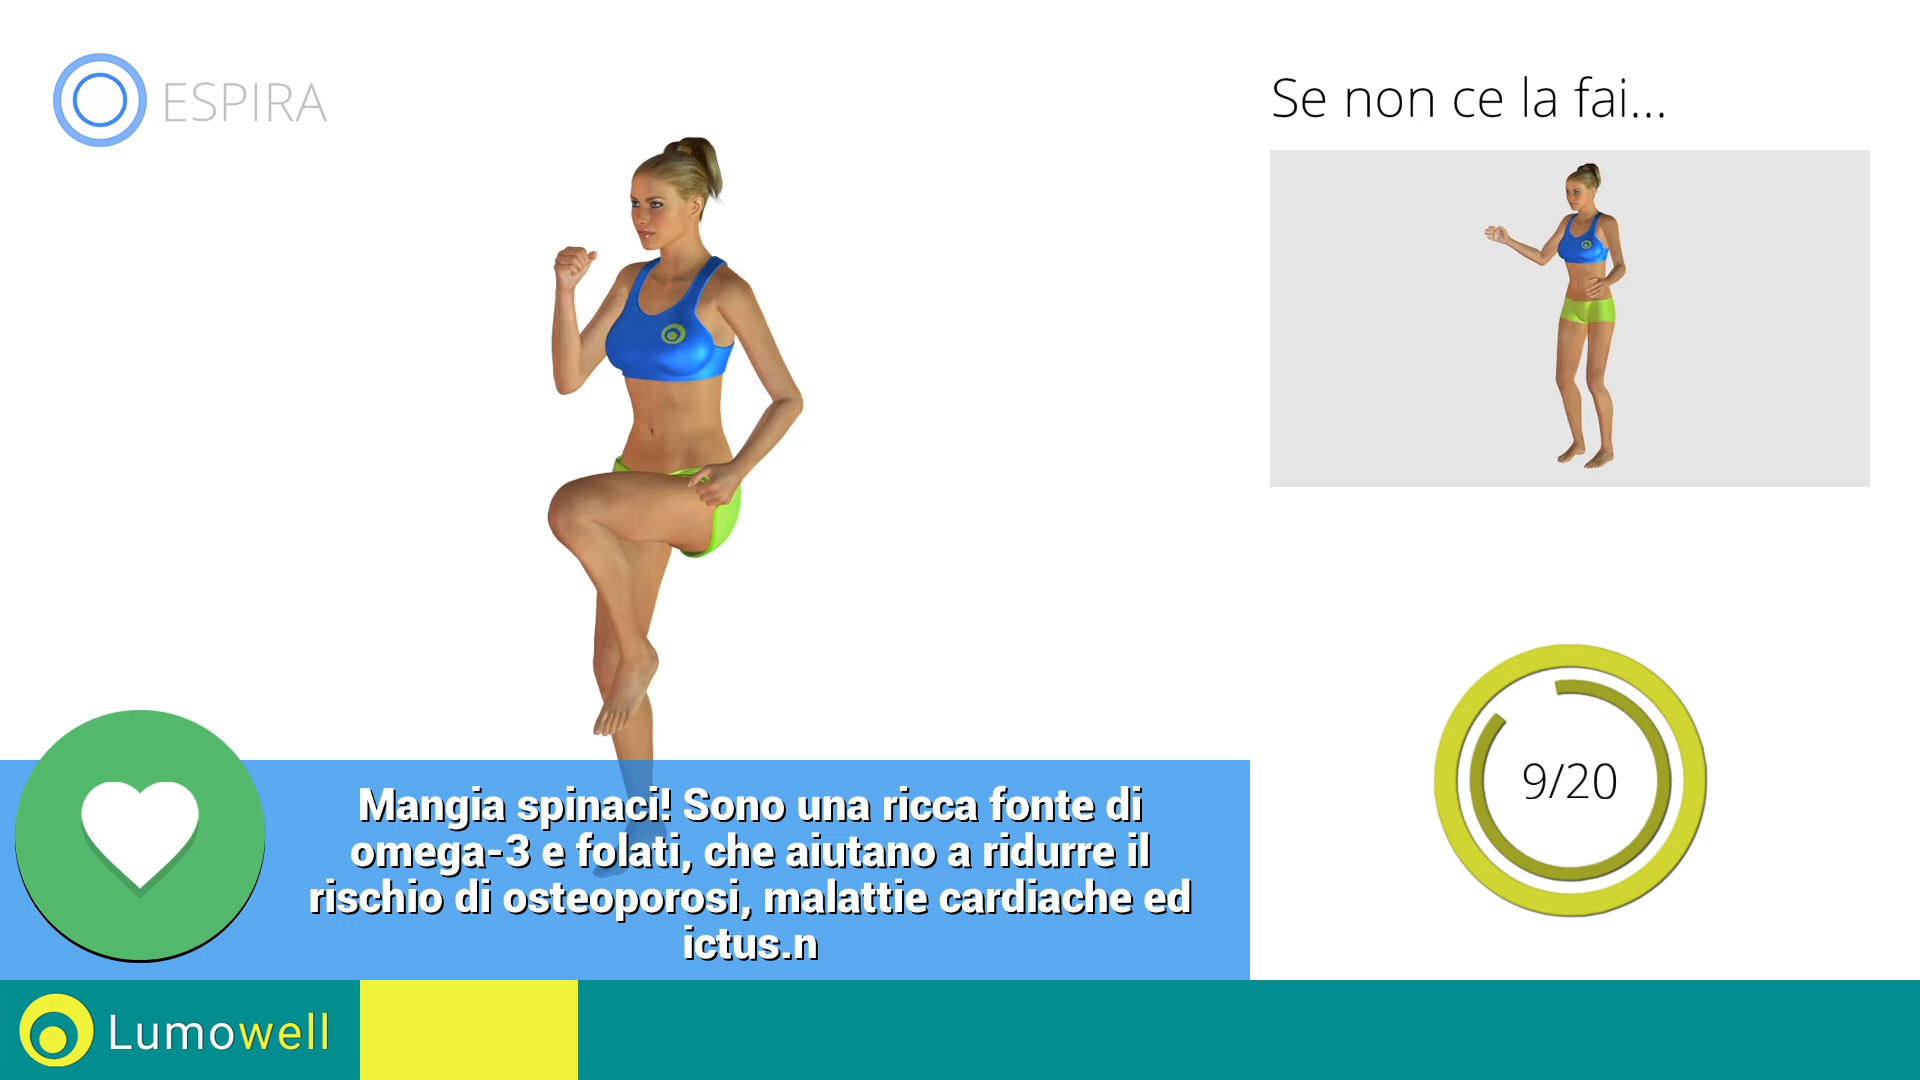 ESPIRA
Se non ce la fai...
9/20
Mangia spinaci! Sono una ricca fonte di
omega-3 e folati, che aiutano a ridurre il
rischio di osteoporosi, malattie cardiache ed
ictus.n
Lumowell